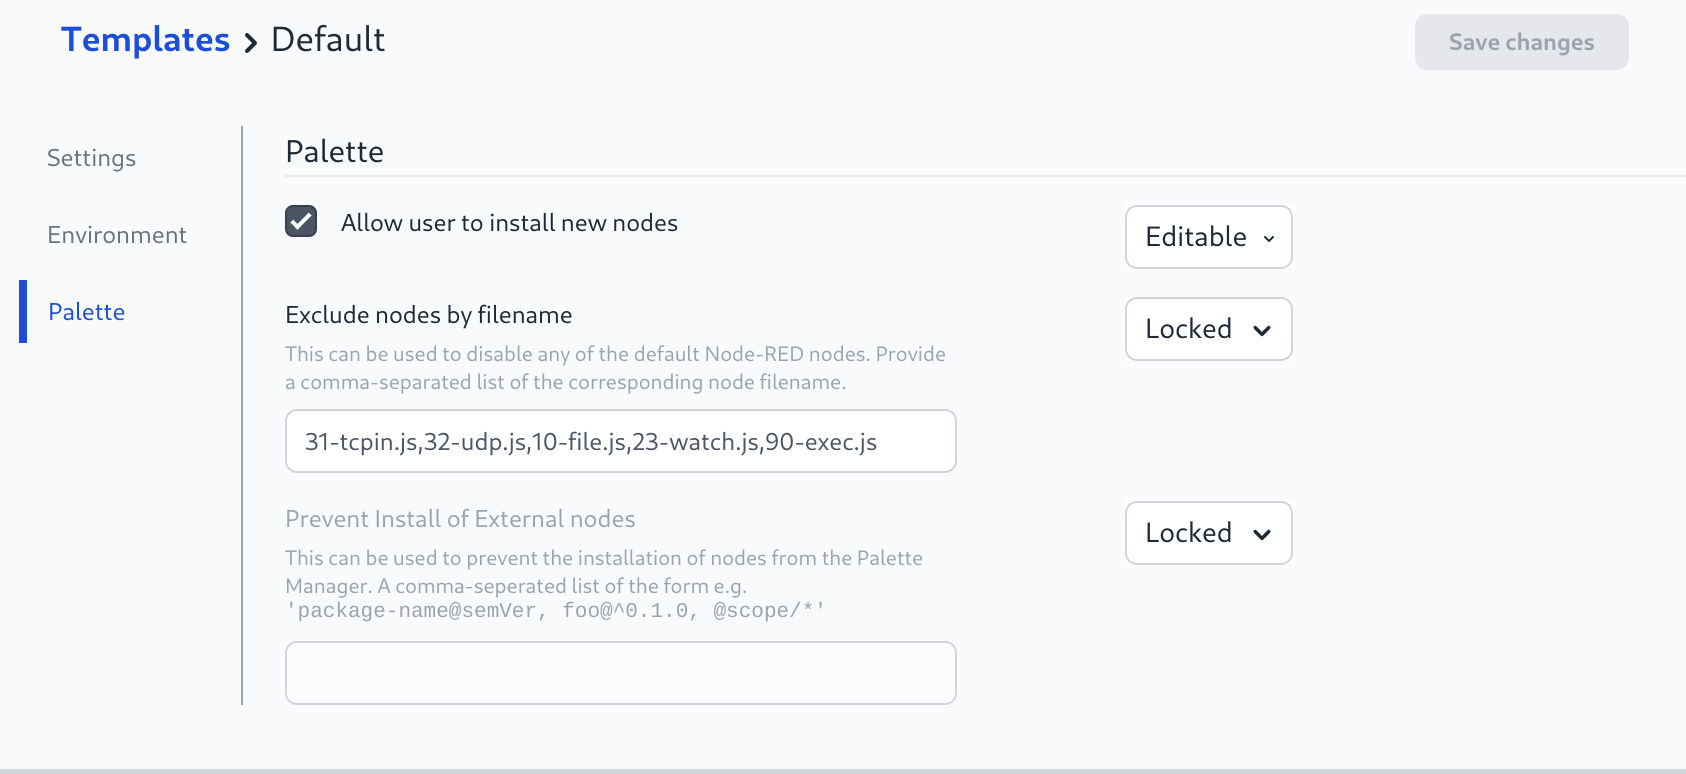 Templates > Default
Save changes
Settings
Environment
Palette
Palette
Allow user to install new nodes
Editable
Exclude nodes by filename
Locked
This can be used to disable any of the default Node-RED nodes. Provide
a comma-separated list of the corresponding node filename.
31-tcpin.js,32-udp.js,10-file.js,23-watch.js,90-exec.js
Prevent Install of External nodes
Locked
This can be used to prevent the installation of nodes from the Palette
Manager. A comma-seperated list of the form e.g.
'package-name@semVer, foo@^0.1.0, @scope/*'